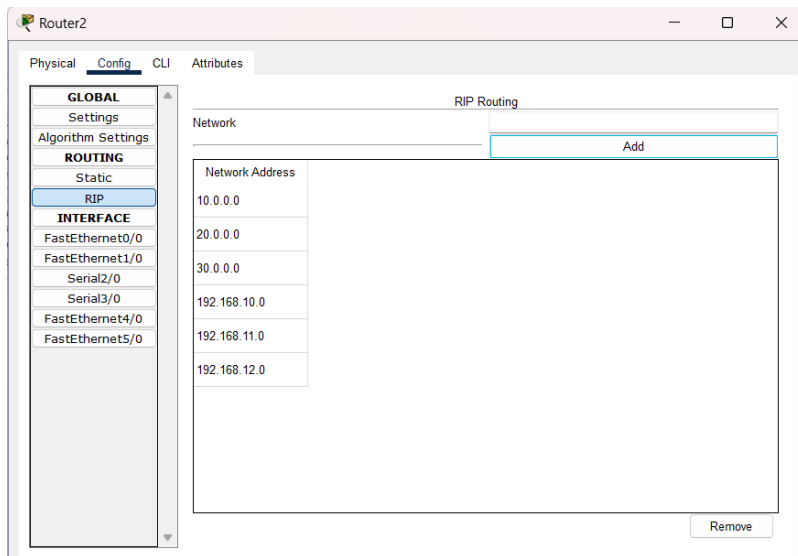 Router2
Physical Config CLI Attributes
GLOBAL
Settings
Algorithm Settings
ROUTING
Static
RIP
INTERFACE
FastEthernet0/0
FastEthernet1/0
Serial2/0
Serial3/0
FastEthernet4/0
FastEthernet5/0
RIP Routing
Network
Add
Network Address
10.0.0.0
20.0.0.0
30.0.0.0
192.168.10.0
192.168.11.0
192.168.12.0
Remove